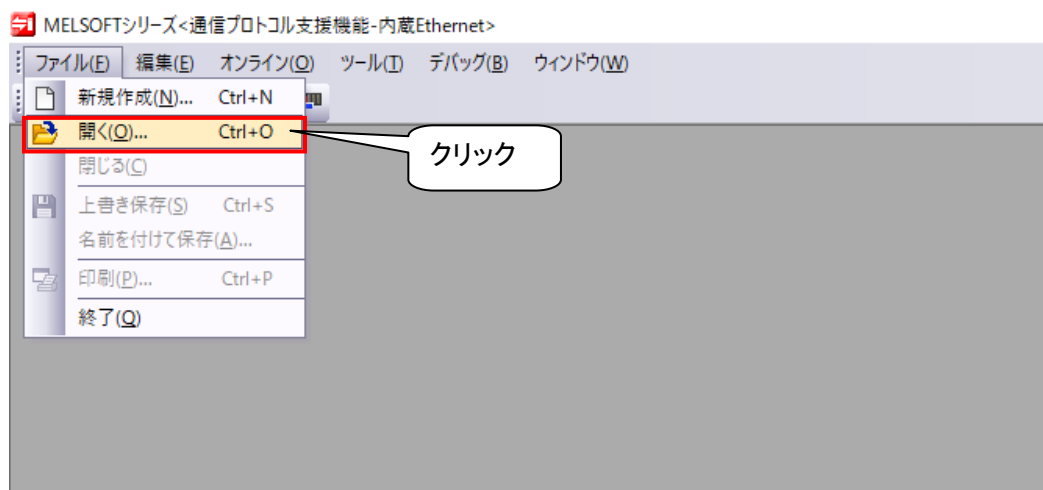 MELSOFTシリーズ<通信プロトコル支援機能-内蔵Ethernet>
ファイル(F) 編集(E) オンライン(O) ツール(T) デバッグ(B) ウィンドウ(W)
新規作成(N)... Ctrl+N
開く(O)... Ctrl+O
クリック
閉じる(C)
上書き保存(S) Ctrl+S
名前を付けて保存(A)...
印刷(P)... Ctrl+P
終了(Q)